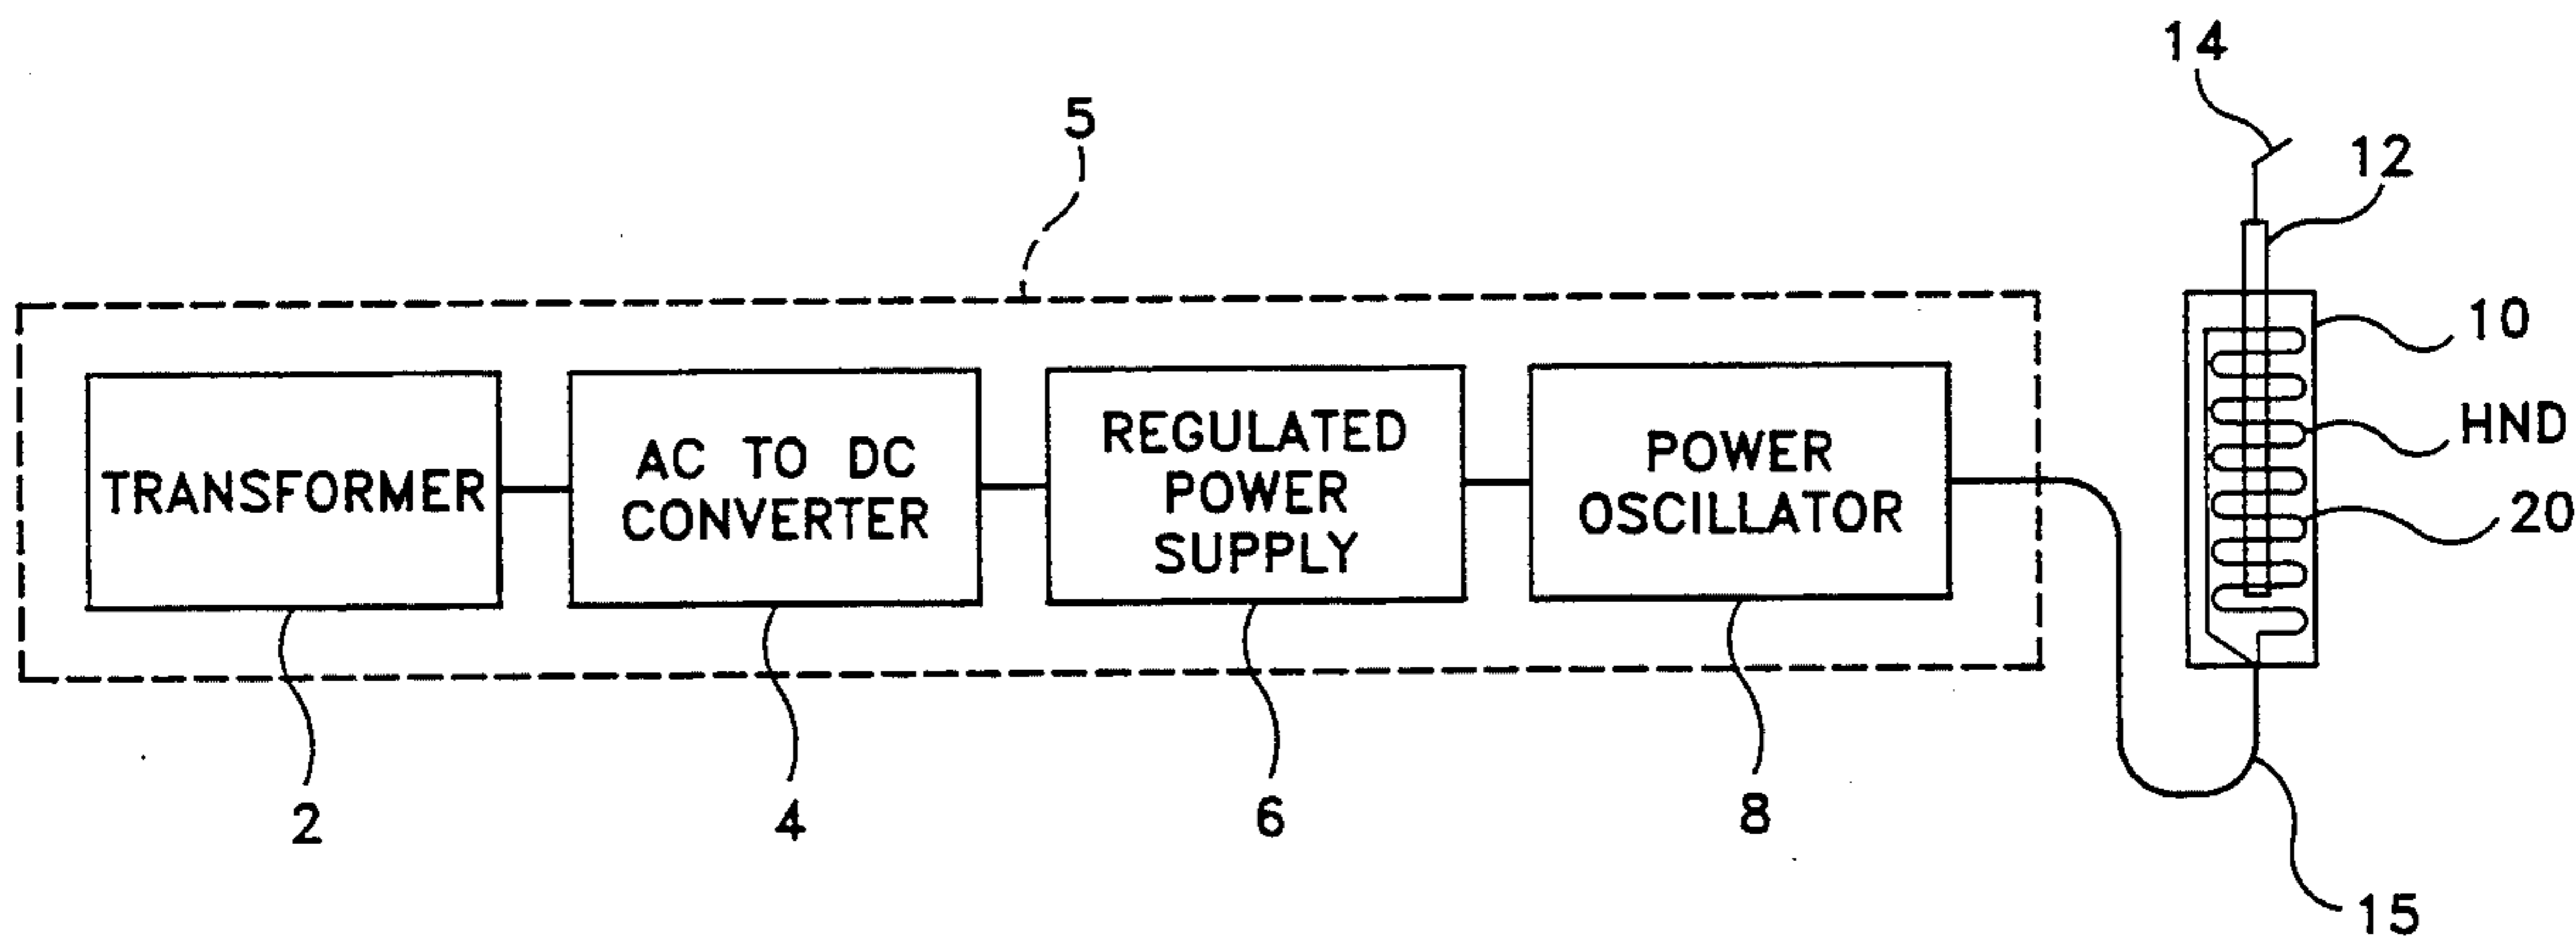 14
5
12
10
TRANSFORMER
AC TO DC
CONVERTER
REGULATED
POWER
SUPPLY
POWER
OSCILLATOR
HND
20
2
4
6
8
15